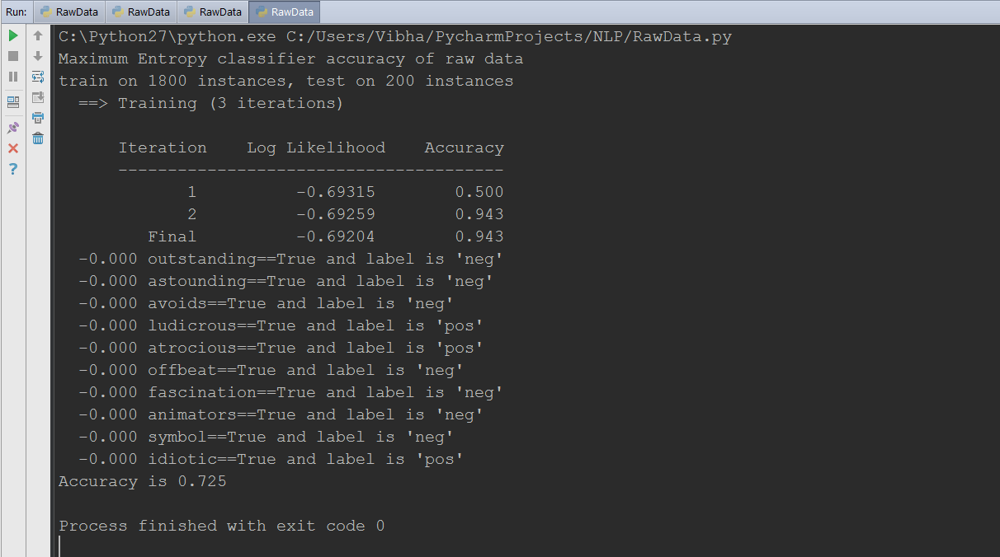 Run: RawData RawData RawData RawData
C:\Python27\python.exe C:/Users/Vibha/PycharmProjects/NLP/RawData.py
Maximum Entropy classifier accuracy of raw data
train on 1800 instances, test on 200 instances
  ==> Training (3 iterations)
      Iteration    Log Likelihood    Accuracy
      ---------------------------------------
             1          -0.69315        0.500
             2          -0.69259        0.943
         Final          -0.69204        0.943
  -0.000 outstanding==True and label is 'neg'
  -0.000 astounding==True and label is 'neg'
  -0.000 avoids==True and label is 'neg'
  -0.000 ludicrous==True and label is 'pos'
  -0.000 atrocious==True and label is 'pos'
  -0.000 offbeat==True and label is 'neg'
  -0.000 fascination==True and label is 'neg'
  -0.000 animators==True and label is 'neg'
  -0.000 symbol==True and label is 'neg'
  -0.000 idiotic==True and label is 'pos'
Accuracy is 0.725
Process finished with exit code 0